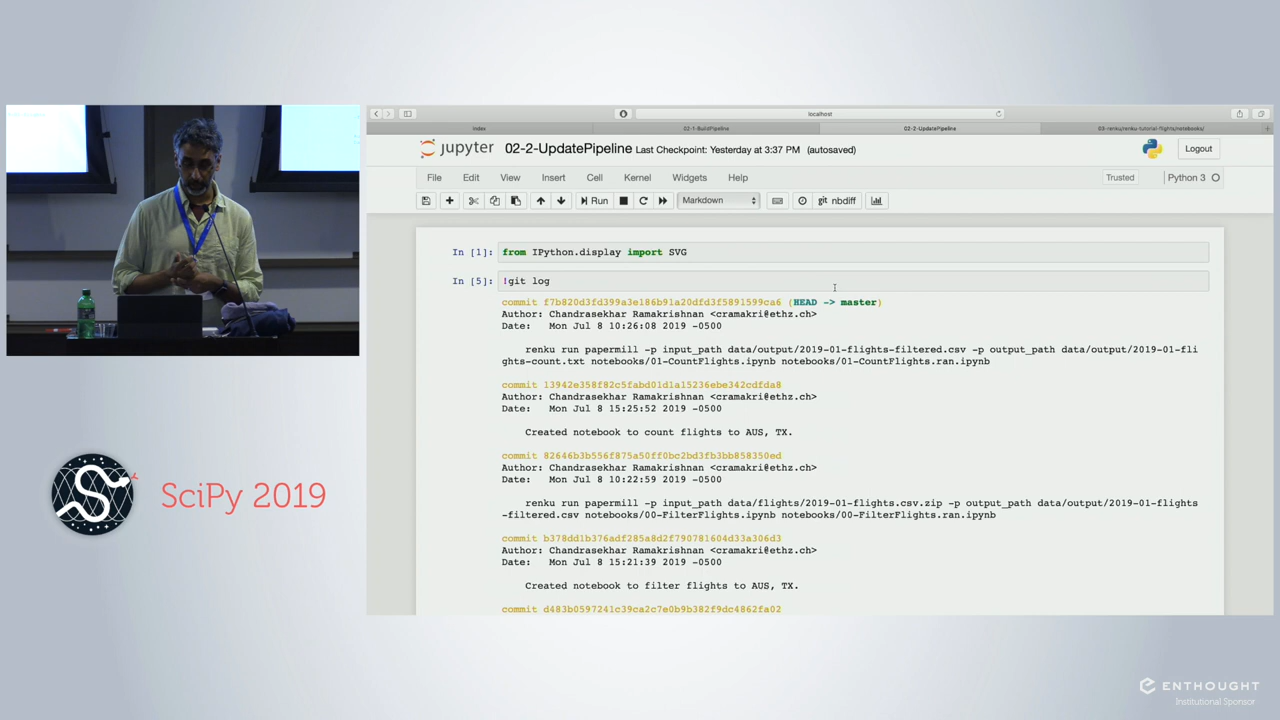 localhost
Index
02-1-BuildPipeline
02-2-UpdatePipeline
03-renku/renku-tutorial-flights/notebooks/
jupyter 02-2-UpdatePipeline Last Checkpoint: Yesterday at 3:37 PM (autosaved)
Logout
File Edit View Insert Cell Kernel Widgets Help
Trusted
Python 3
Run
Markdown
git nbdiff
In [1]: from IPython.display import SVG
In [5]: !git log
commit f7b820d3fd399a3e186b91a20dfd3f5891599ca6 (HEAD -> master)
Author: Chandrasekhar Ramakrishnan <cramakri@ethz.ch>
Date: Mon Jul 8 10:26:08 2019 -0500
renku run papermill -p input_path data/output/2019-01-flights-filtered.csv -p output_path data/output/2019-01-fli
ghts-count.txt notebooks/01-CountFlights.ipynb notebooks/01-CountFlights.ran.ipynb
commit 13942e358f82c5fabd01d1a15236ebe342cdfda8
Author: Chandrasekhar Ramakrishnan <cramakri@ethz.ch>
Date: Mon Jul 8 15:25:52 2019 -0500
Created notebook to count flights to AUS, TX.
commit 82646b3b556f875a50ff0bc2bd3fb3bb858350ed
Author: Chandrasekhar Ramakrishnan <cramakri@ethz.ch>
Date: Mon Jul 8 10:22:59 2019 -0500
renku run papermill -p input_path data/flights/2019-01-flights.csv.zip -p output_path data/output/2019-01-flights
-filtered.csv notebooks/00-FilterFlights.ipynb notebooks/00-FilterFlights.ran.ipynb
commit b378dd1b376adf285a8d2f790781604d33a306d3
Author: Chandrasekhar Ramakrishnan <cramakri@ethz.ch>
Date: Mon Jul 8 15:21:39 2019 -0500
Created notebook to filter flights to AUS, TX.
commit d483b0597241c39ca2c7e0b9b382f9dc4862fa02
SciPy 2019
ENTHOUGHT
Institutional Sponsor